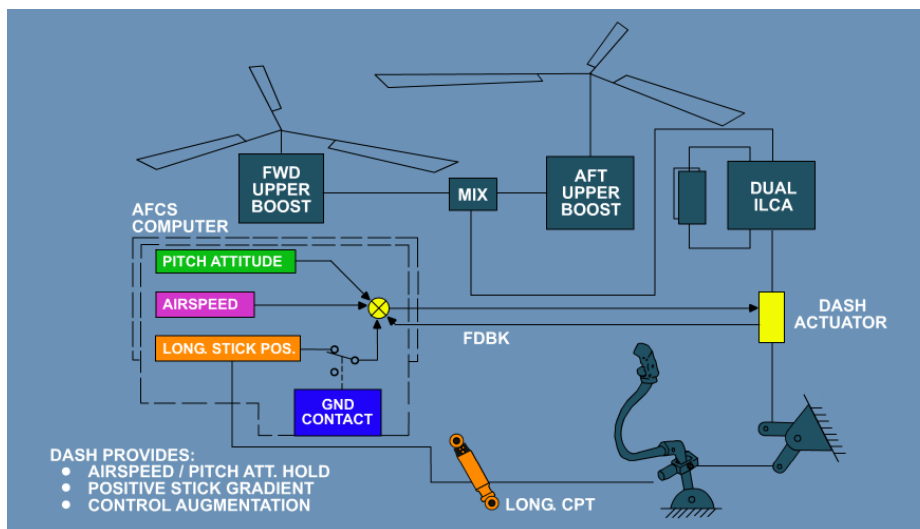 FWD
UPPER
BOOST
MIX
AFT
UPPER
BOOST
DUAL
ILCA
AFCS
COMPUTER
PITCH ATTITUDE
AIRSPEED
LONG. STICK POS.
GND
CONTACT
FDBK
DASH
ACTUATOR
DASH PROVIDES:
● AIRSPEED / PITCH ATT. HOLD
● POSITIVE STICK GRADIENT
● CONTROL AUGMENTATION
LONG. CPT